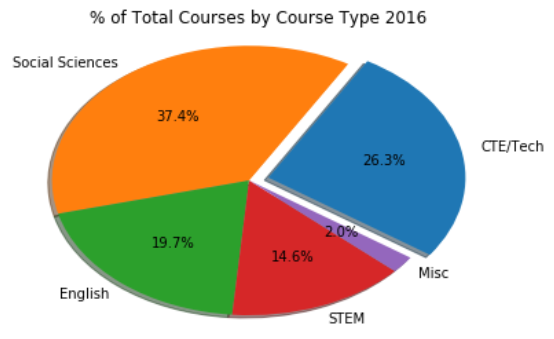 % of Total Courses by Course Type 2016
Social Sciences
37.4%
CTE/Tech
26.3%
2.0%
19.7%
14.6%
Misc
English
STEM